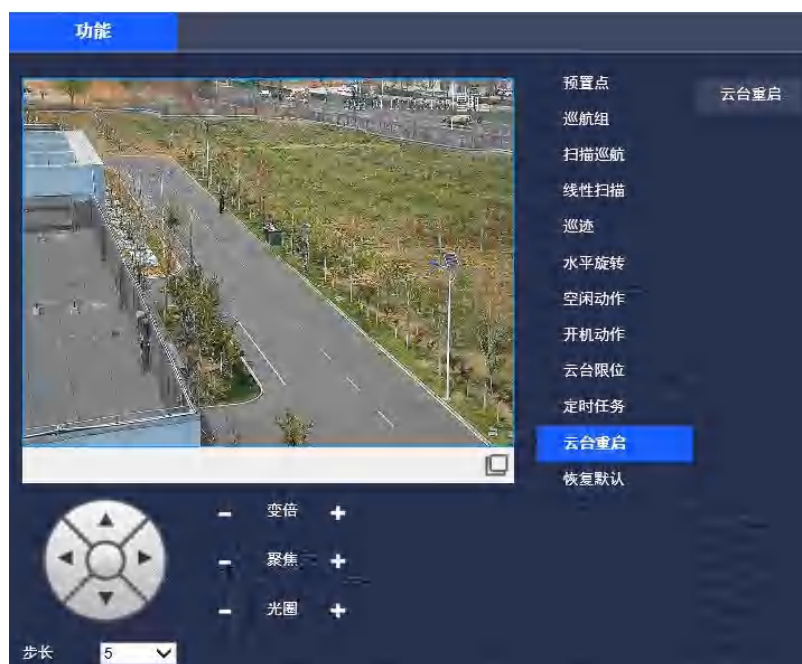 功能
预置点
云台重启
巡航组
扫描巡航
线性扫描
巡迹
水平旋转
空闲动作
开机动作
云台限位
定时任务
云台重启
恢复默认
- 变倍 +
- 聚焦 +
- 光圈 +
步长 5